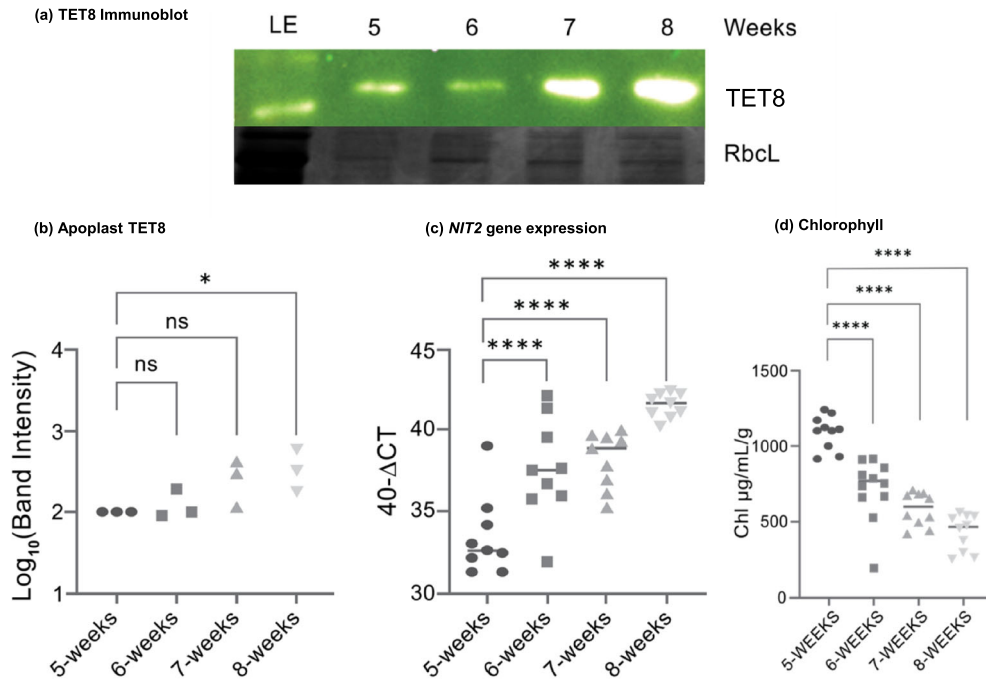 (a) TET8 Immunoblot
LE 5 6 7 8 Weeks
TET8
RbcL
(b) Apoplast TET8
*
ns
ns
Log10(Band Intensity)
4
3
2
1
5-weeks
6-weeks
7-weeks
8-weeks
(c) NIT2 gene expression
****
****
****
40-ΔCT
45
40
35
30
5-weeks
6-weeks
7-weeks
8-weeks
(d) Chlorophyll
****
****
****
Chl µg/mL/g
1500
1000
500
0
5-WEEKS
6-WEEKS
7-WEEKS
8-WEEKS